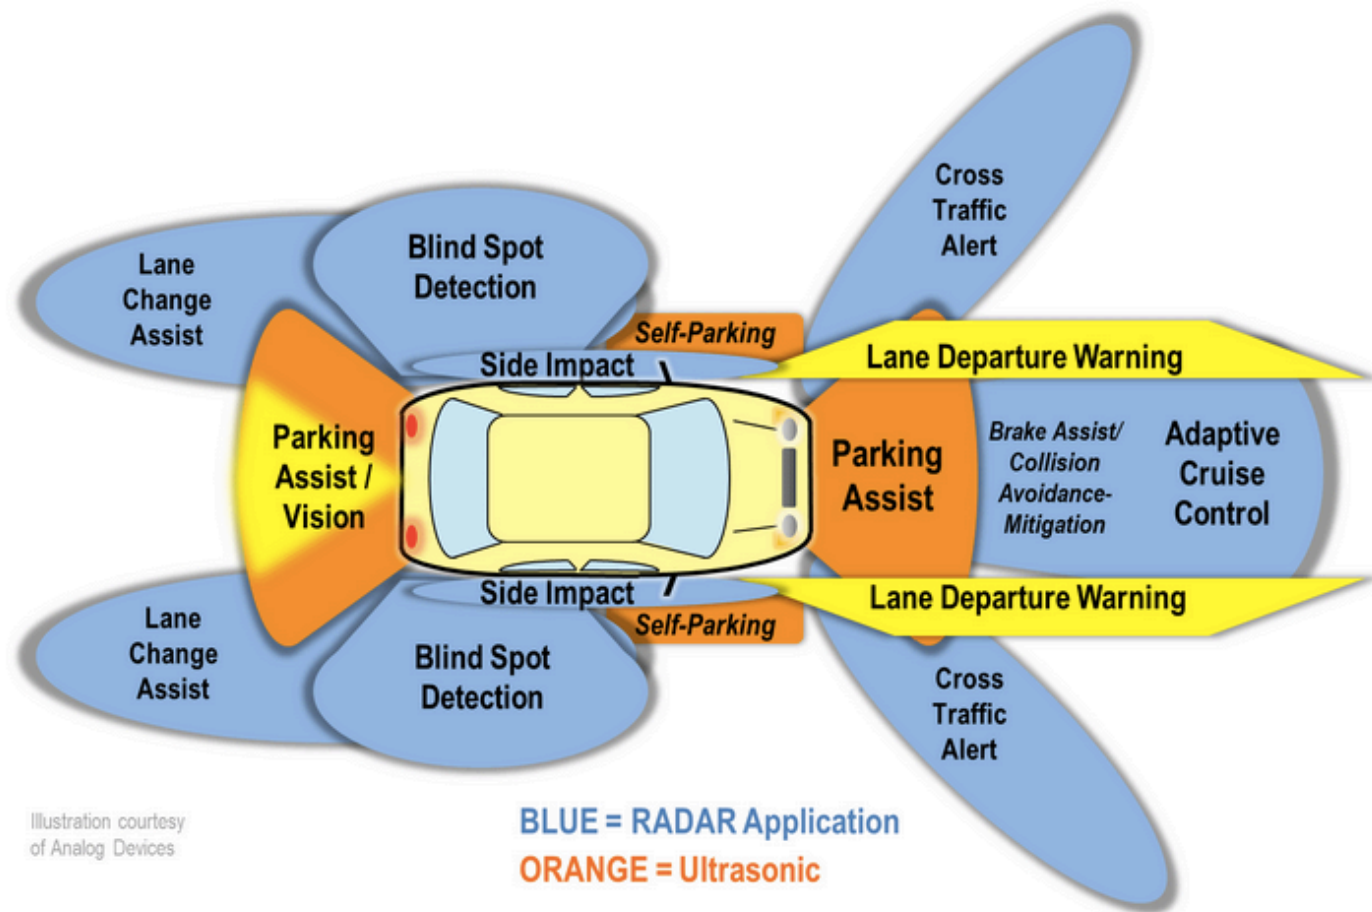 Cross
Traffic
Alert
Blind Spot
Detection
Lane
Change
Assist
Self-Parking
Side Impact
Lane Departure Warning
Parking
Assist /
Vision
Parking
Assist
Brake Assist/
Collision
Avoidance-
Mitigation
Adaptive
Cruise
Control
Side Impact
Lane Departure Warning
Self-Parking
Lane
Change
Assist
Blind Spot
Detection
Cross
Traffic
Alert
Illustration courtesy
of Analog Devices
BLUE = RADAR Application
ORANGE = Ultrasonic